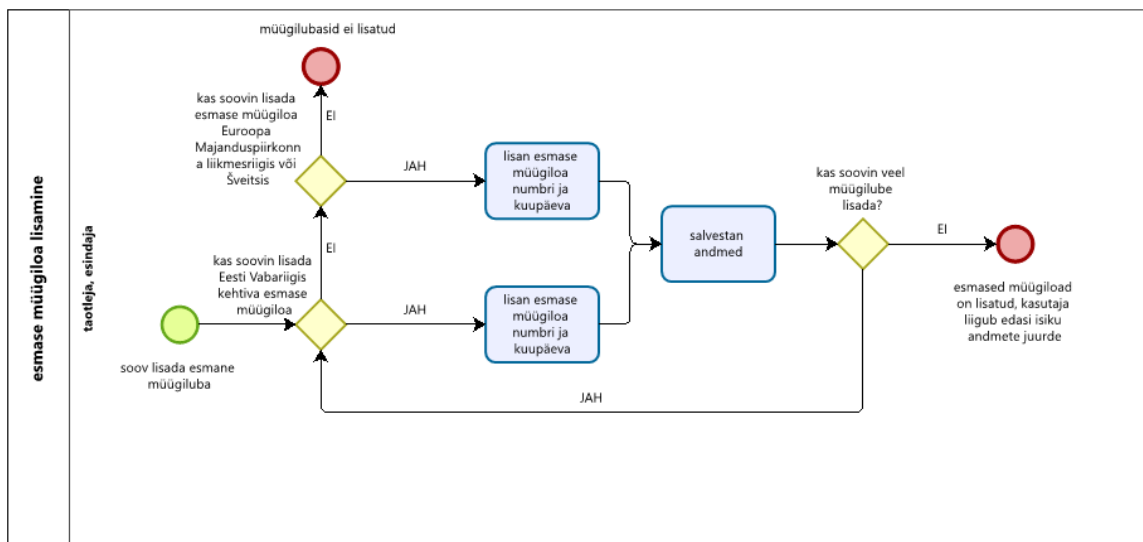 esmase müügiloa lisamine
taotleja, esindaja
müügilubasid ei lisatud
kas soovin lisada
esmase müügiloa
Euroopa
Majanduspiirkonn
a liikmesriigis või
Šveitsis
EI
JAH
lisan esmase
müügiloa
numbri ja
kuupäeva
kas soovin veel
müügilube
lisada?
salvestan
andmed
EI
EI
kas soovin lisada
Eesti Vabariigis
kehtiva esmase
müügiloa
JAH
lisan esmase
müügiloa
numbri ja
kuupäeva
esmased müügiload
on lisatud, kasutaja
liigub edasi isiku
andmete juurde
soov lisada esmane
müügiluba
JAH